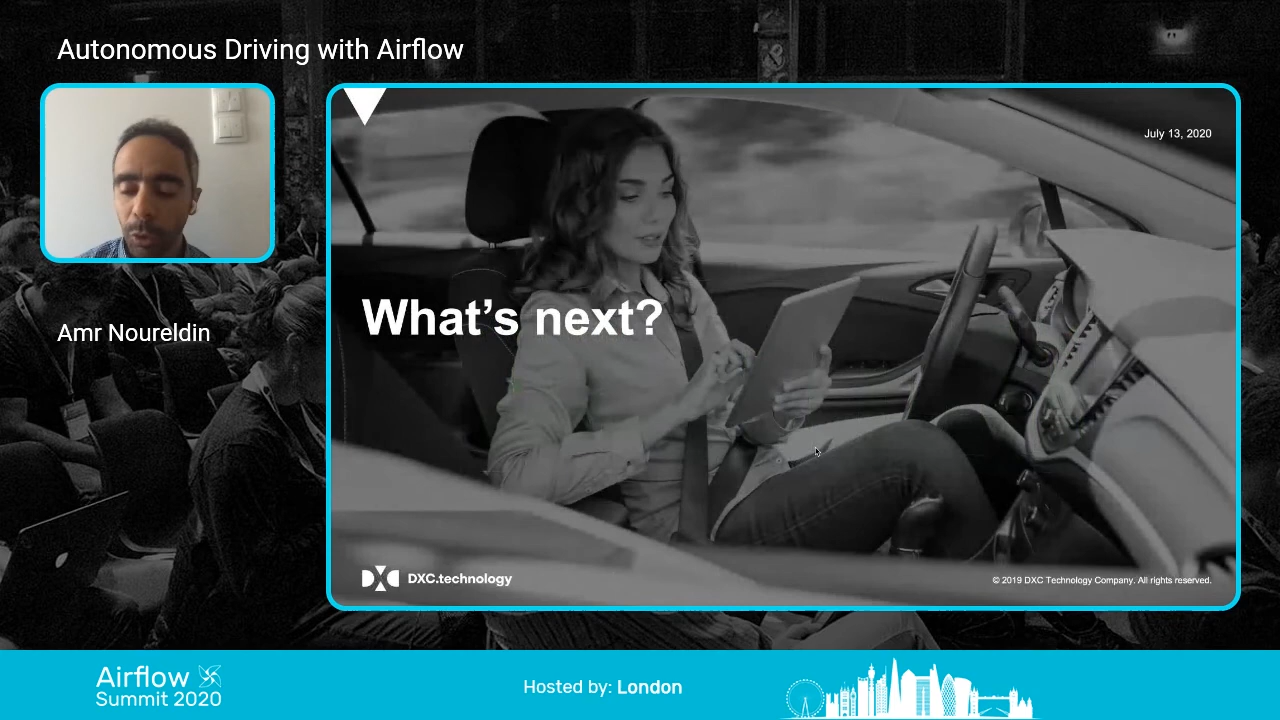 Autonomous Driving with Airflow
July 13, 2020
What's next?
Amr Noureldin
DXC.technology
© 2019 DXC Technology Company. All rights reserved.
Airflow
Summit 2020
Hosted by: London